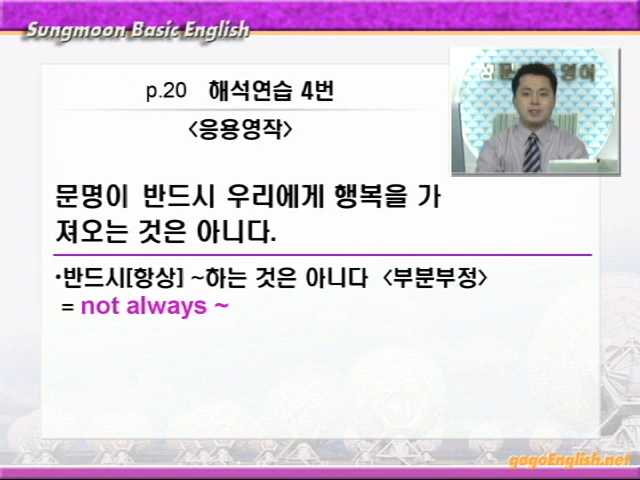 Sungmoon Basic English
p.20 해석연습 4번
<응용영작>
문명이 반드시 우리에게 행복을 가
져오는 것은 아니다.
•반드시[항상] ~하는 것은 아니다 <부분부정>
= not always ~
gogoEnglish.net